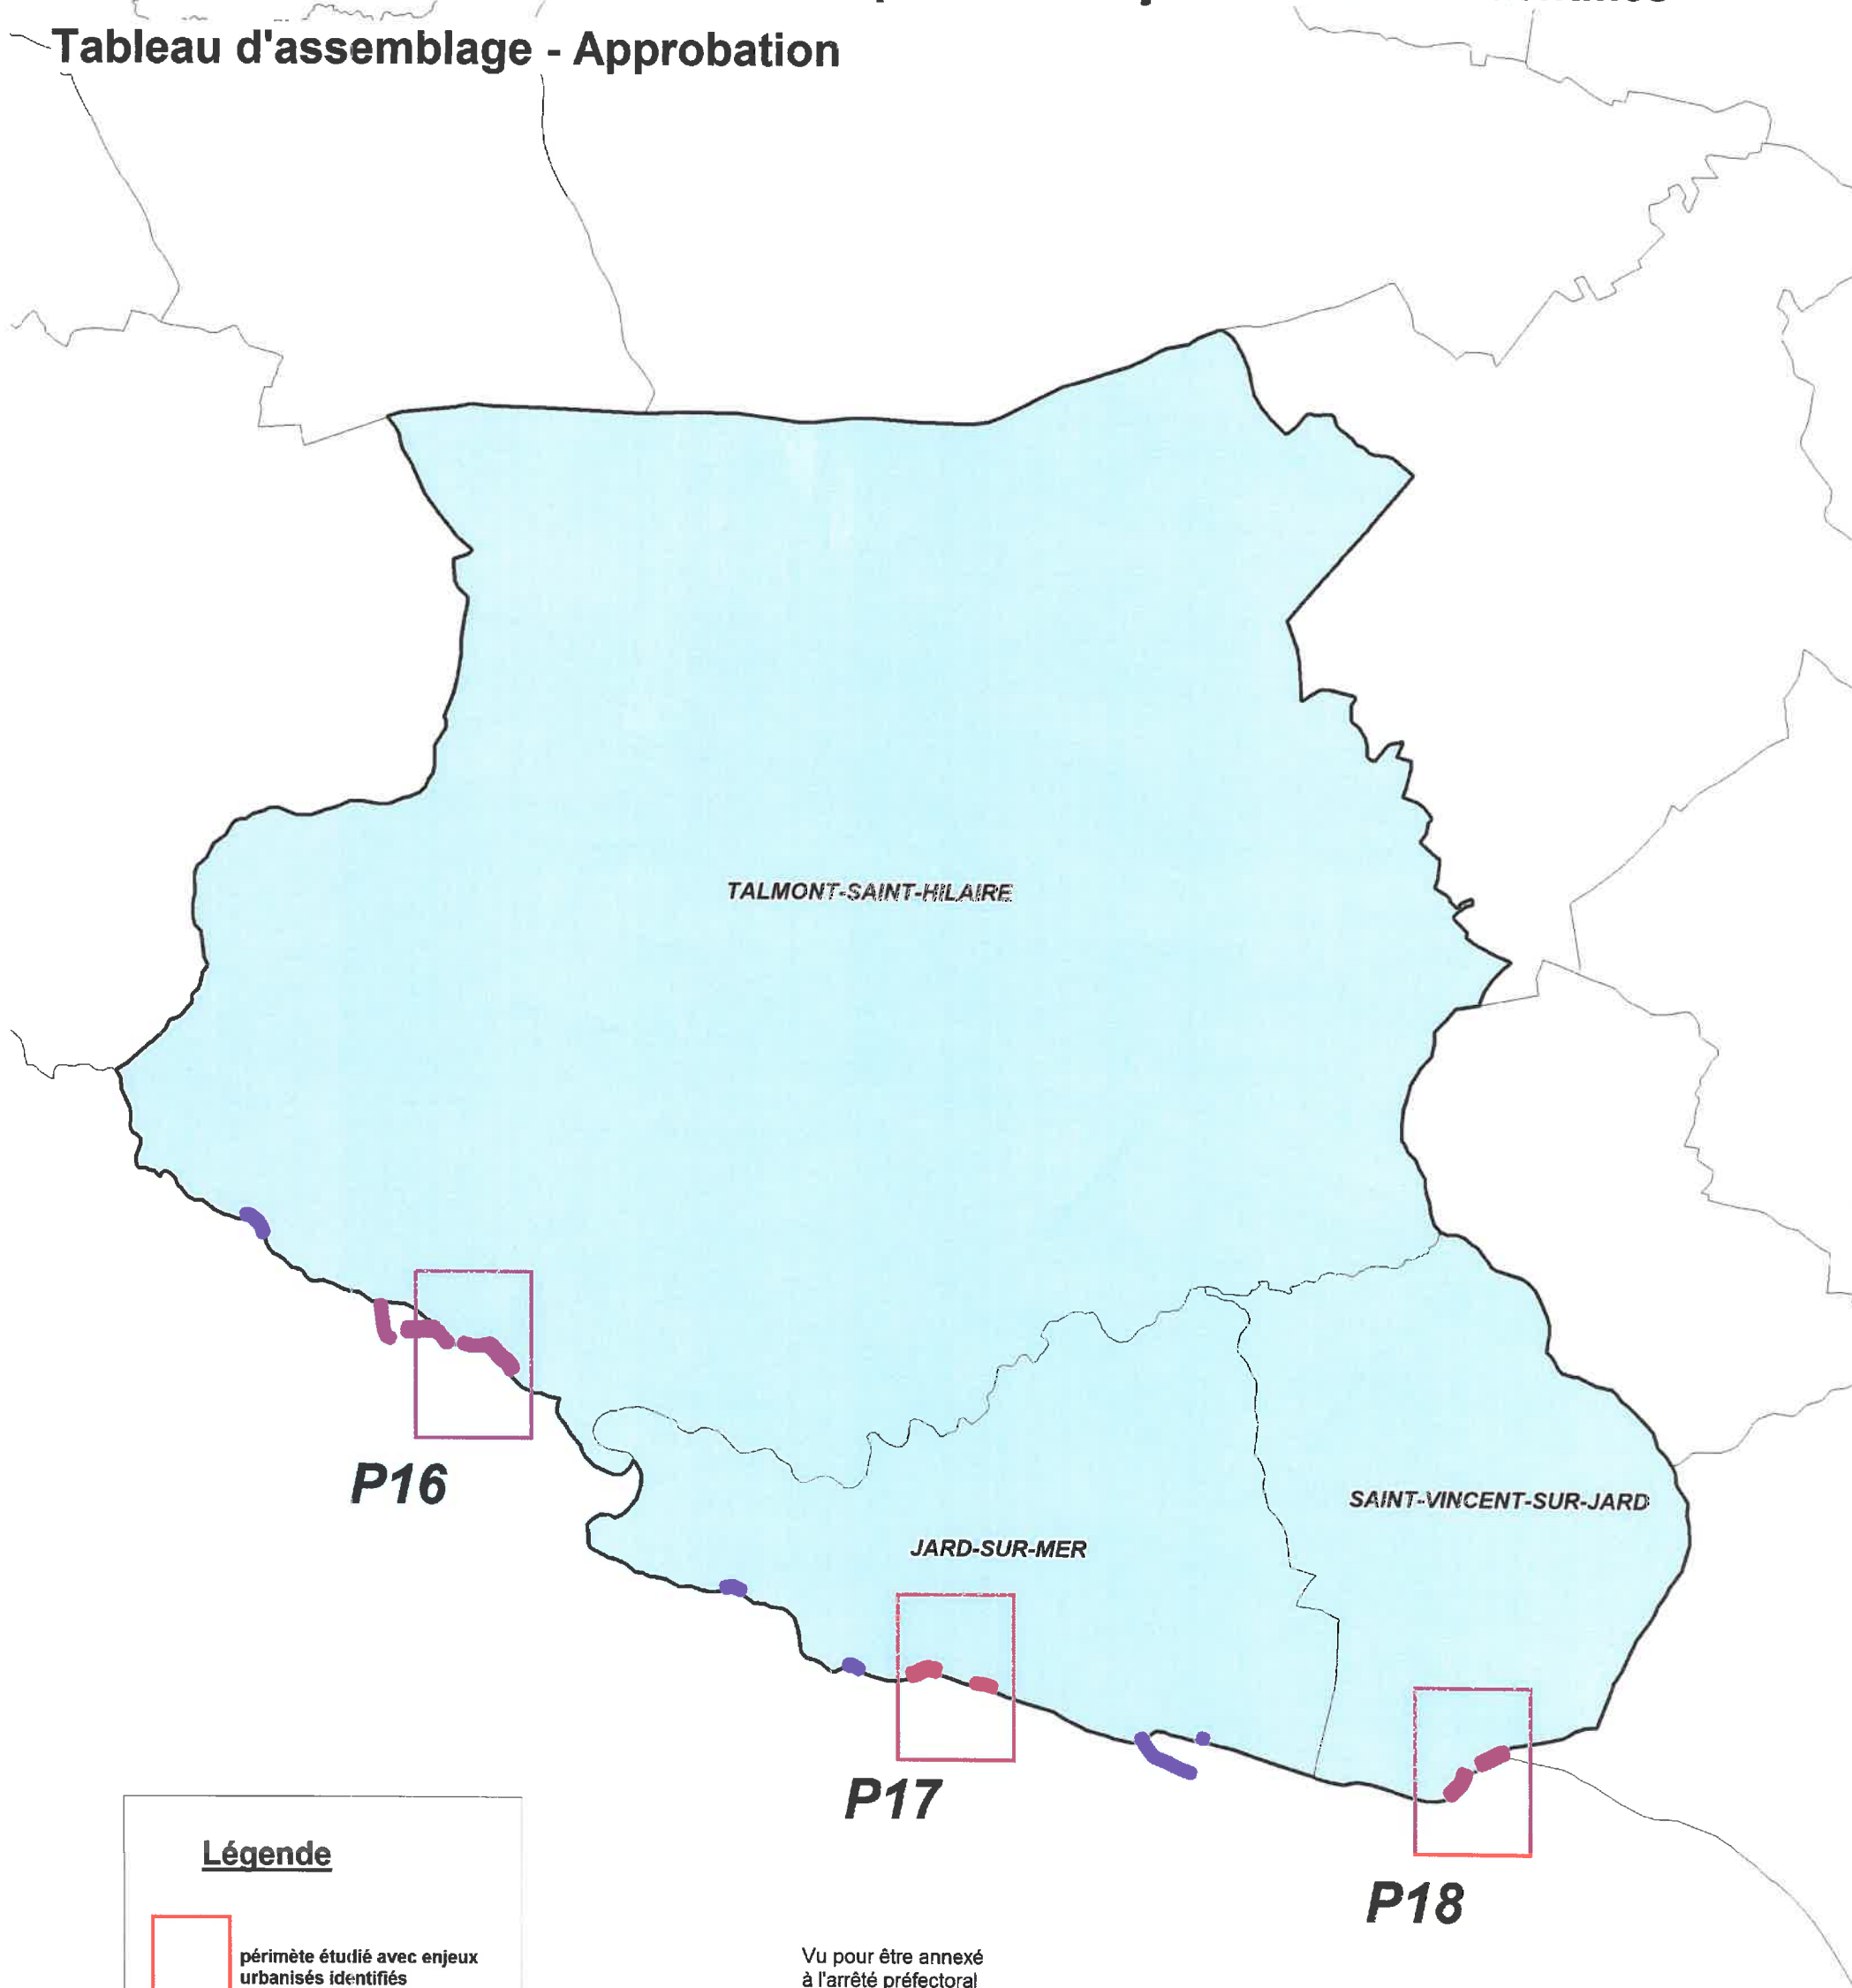 Tableau d'assemblage - Approbation
TALMONT-SAINT-HILAIRE
P16
SAINT-VINCENT-SUR-JARD
JARD-SUR-MER
P17
P18
Légende
périmète étudié avec enjeux
urbanisés identifiés
Vu pour être annexé
à l'arrêté préfectoral